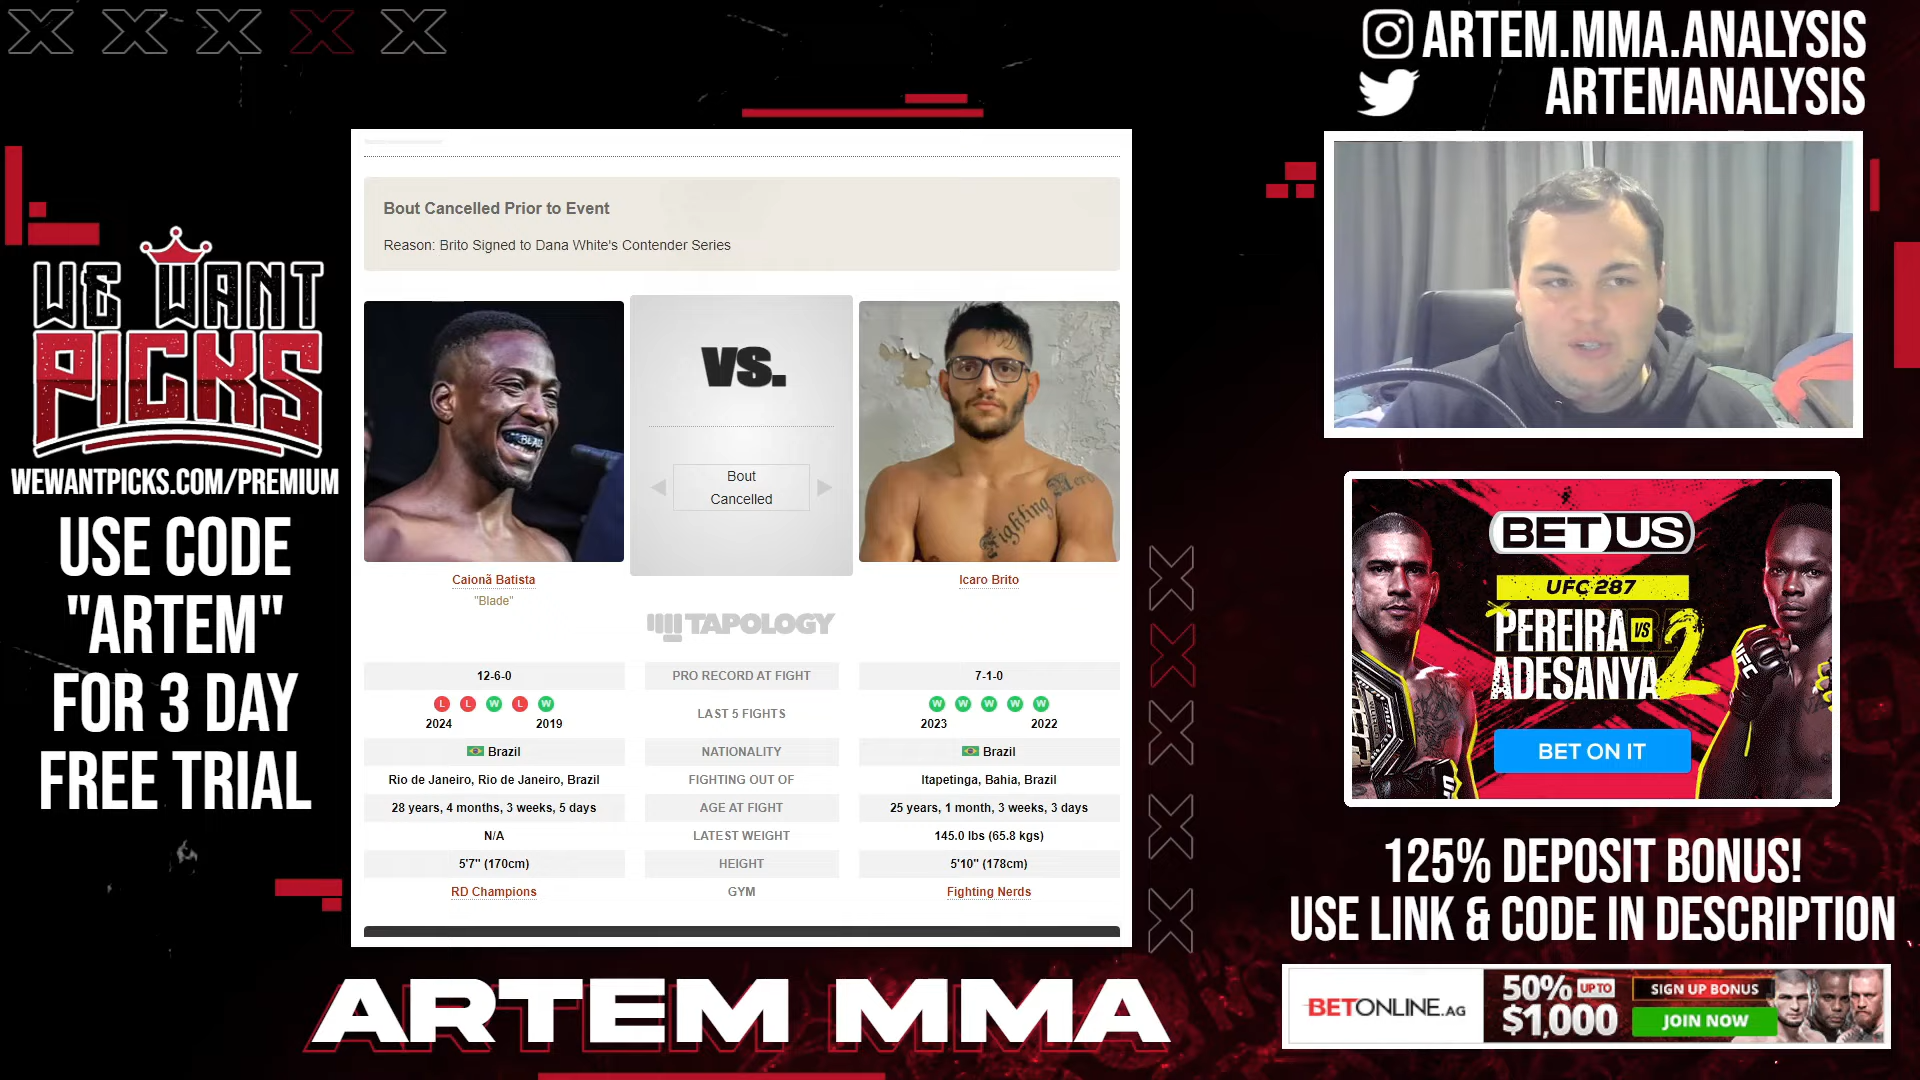 ARTEM.MMA.ANALYSIS
ARTEMANALYSIS
WE WANT
PICKS
WEWANTPICKS.COM/PREMIUM
USE CODE
"ARTEM"
FOR 3 DAY
FREE TRIAL
Bout Cancelled Prior to Event
Reason: Brito Signed to Dana White's Contender Series
VS.
Bout
Cancelled
BLADE
Fighting Nerd
Caionã Batista
"Blade"
Icaro Brito
TAPOLOGY
12-6-0 PRO RECORD AT FIGHT 7-1-0
L L W L W LAST 5 FIGHTS W W W W W
2024 2019 2023 2022
Brazil NATIONALITY Brazil
Rio de Janeiro, Rio de Janeiro, Brazil FIGHTING OUT OF Itapetinga, Bahia, Brazil
28 years, 4 months, 3 weeks, 5 days AGE AT FIGHT 25 years, 1 month, 3 weeks, 3 days
N/A LATEST WEIGHT 145.0 lbs (65.8 kgs)
5'7" (170cm) HEIGHT 5'10" (178cm)
RD Champions GYM Fighting Nerds
BETUS
UFC 287
PEREIRA VS
ADESANYA 2
UFC
BET ON IT
125% DEPOSIT BONUS!
USE LINK & CODE IN DESCRIPTION
BETONLINE.AG
50% UP TO
$1,000
SIGN UP BONUS
JOIN NOW
ARTEM MMA